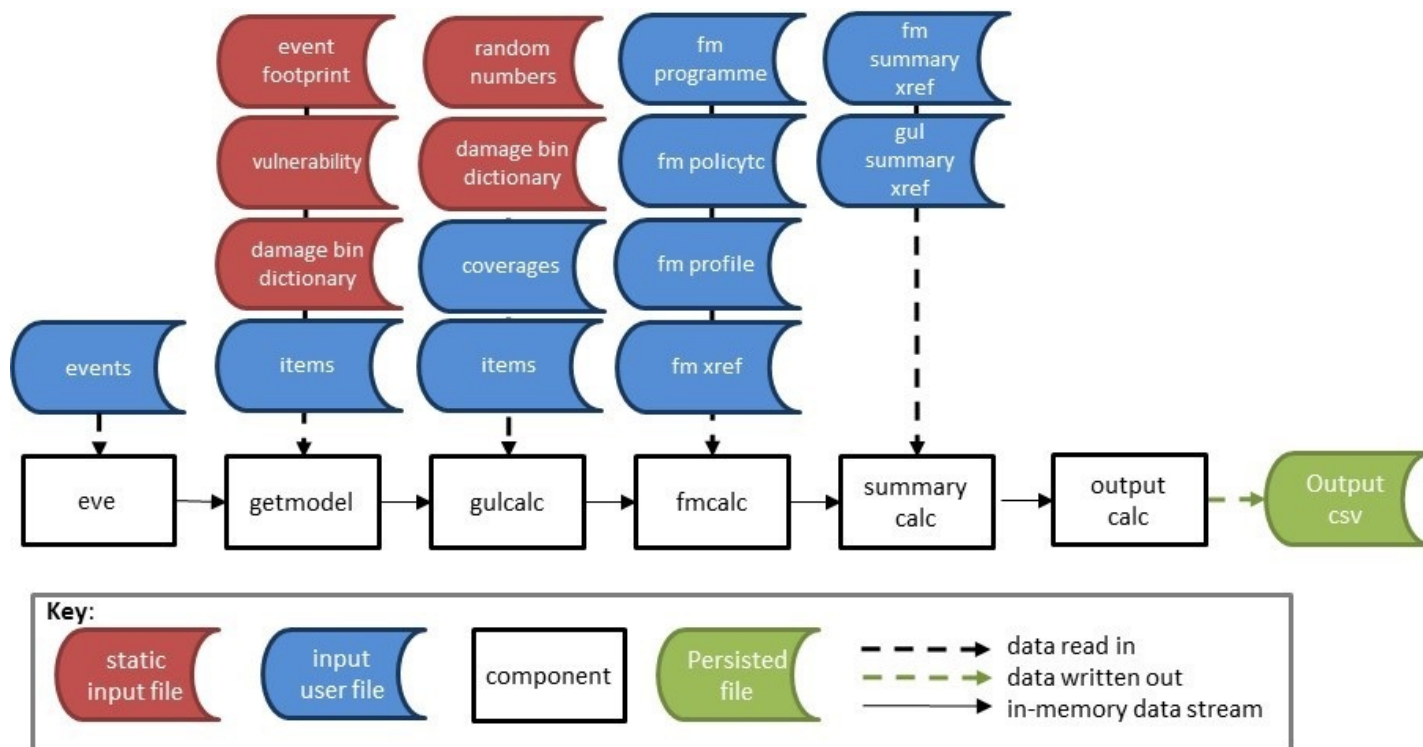 event
footprint
random
numbers
fm
programme
fm
summary
xref
vulnerability
damage bin
dictionary
fm policytc
gul
summary
xref
damage bin
dictionary
coverages
fm profile
events
items
items
fm xref
eve
getmodel
gulcalc
fmcalc
summary
calc
output
calc
Output
csv
Key:
static
input file
input
user file
component
Persisted
file
data read in
data written out
in-memory data stream